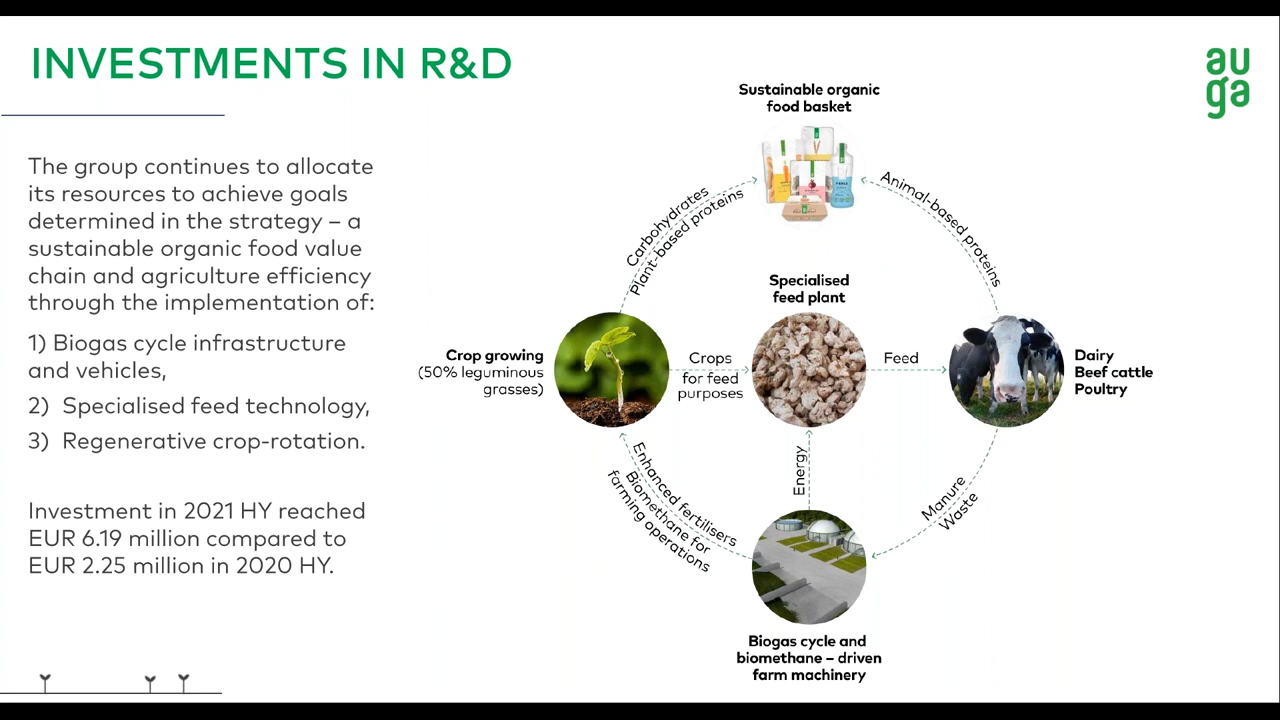 INVESTMENTS IN R&D
au
ga
The group continues to allocate
its resources to achieve goals
determined in the strategy – a
sustainable organic food value
chain and agriculture efficiency
through the implementation of:
1) Biogas cycle infrastructure
and vehicles,
2) Specialised feed technology,
3) Regenerative crop-rotation.
Investment in 2021 HY reached
EUR 6.19 million compared to
EUR 2.25 million in 2020 HY.
Sustainable organic
food basket
Carbohydrates
Plant-based proteins
Animal-based proteins
Specialised
feed plant
Crop growing
(50% leguminous
grasses)
Crops
for feed
purposes
Feed
Dairy
Beef cattle
Poultry
Enhanced fertilisers
Biomethane for
farming operations
Energy
Manure
Waste
Biogas cycle and
biomethane – driven
farm machinery